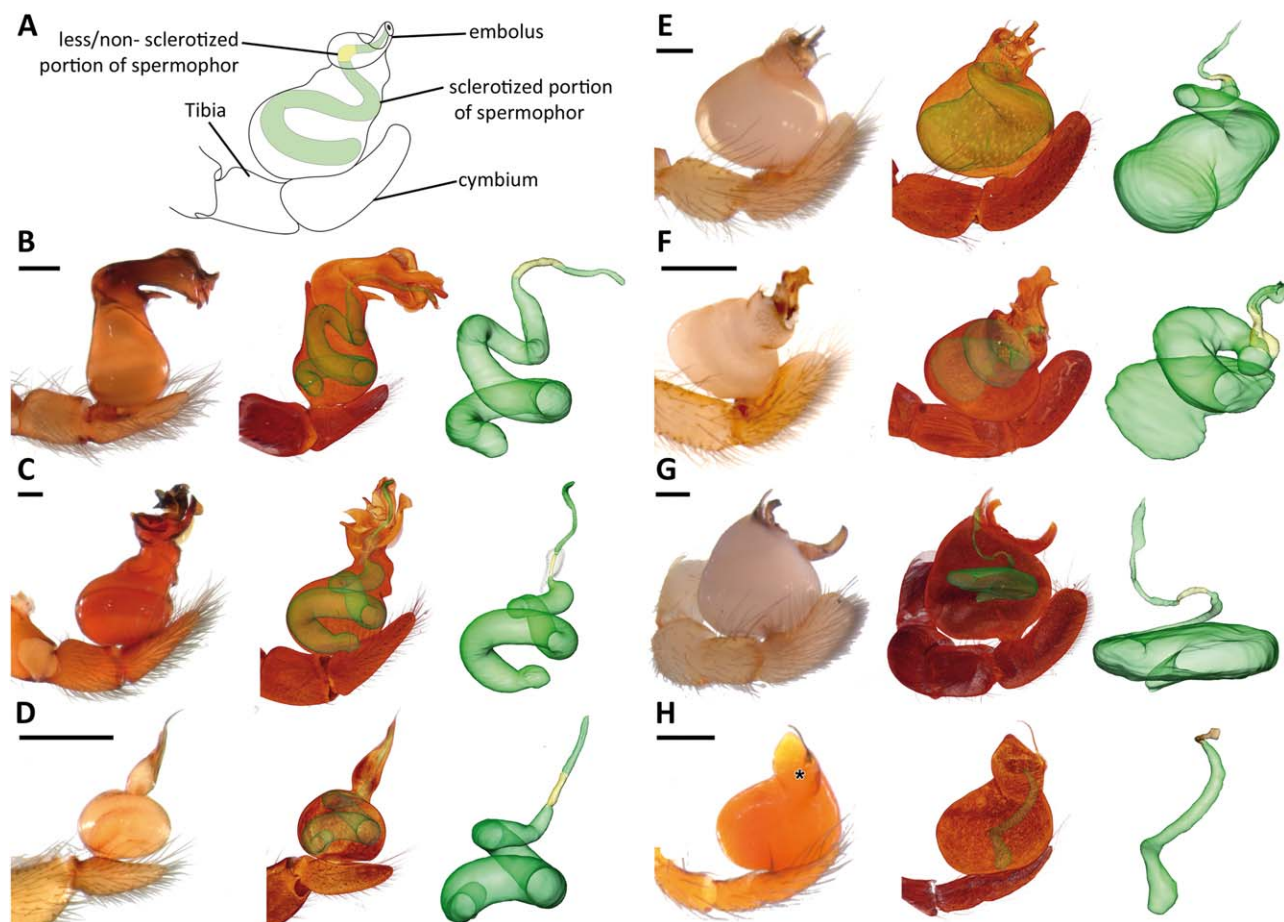 A
less/non- sclerotized
portion of spermophor
embolus
Tibia
sclerotized portion
of spermophor
cymbium
B
C
D
E
F
G
H
*